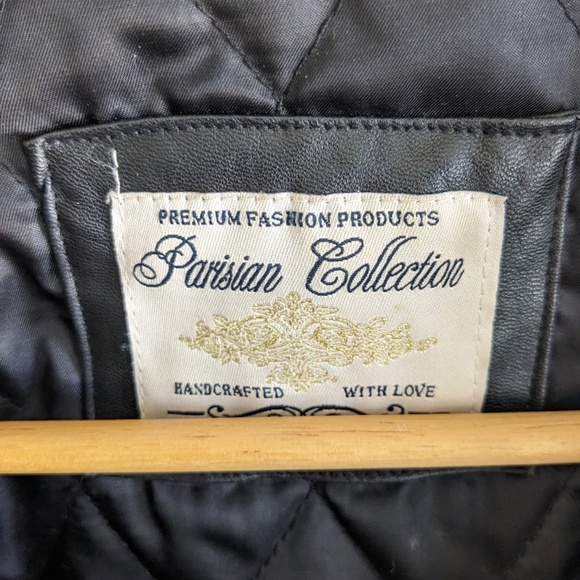 PREMIUM FASHION PRODUCTS
Parisian Collection
HANDCRAFTED WITH LOVE